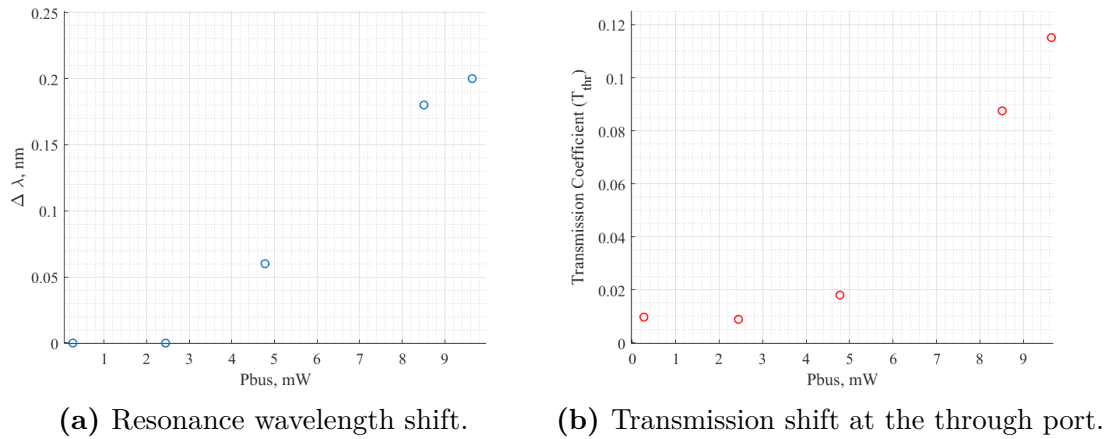 0.25
0.2
0.15
0.1
0.05
0
1 2 3 4 5 6 7 8 9
Δ λ, nm
Pbus, mW
(a) Resonance wavelength shift.
0.12
0.1
0.08
0.06
0.04
0.02
0
0 1 2 3 4 5 6 7 8 9
Transmission Coefficient (T_thr)
Pbus, mW
(b) Transmission shift at the through port.